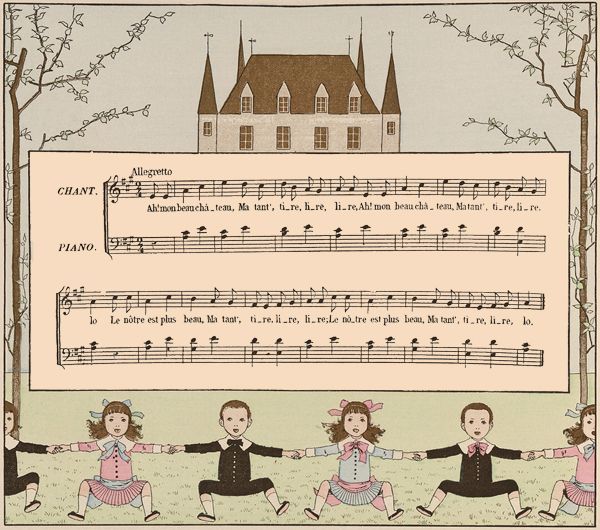 Allegretto
CHANT.
Ah! mon beau châ_teau, Ma tant', ti_re, li_re, li_re, Ah! mon beau châ_teau, Ma tant', ti_re, li_re.
PIANO.
lo Le nôtre est plus beau, Ma tant', ti_re, li_re, li_re; Le nô_tre est plus beau, Ma tant', ti_re, li_re, lo.